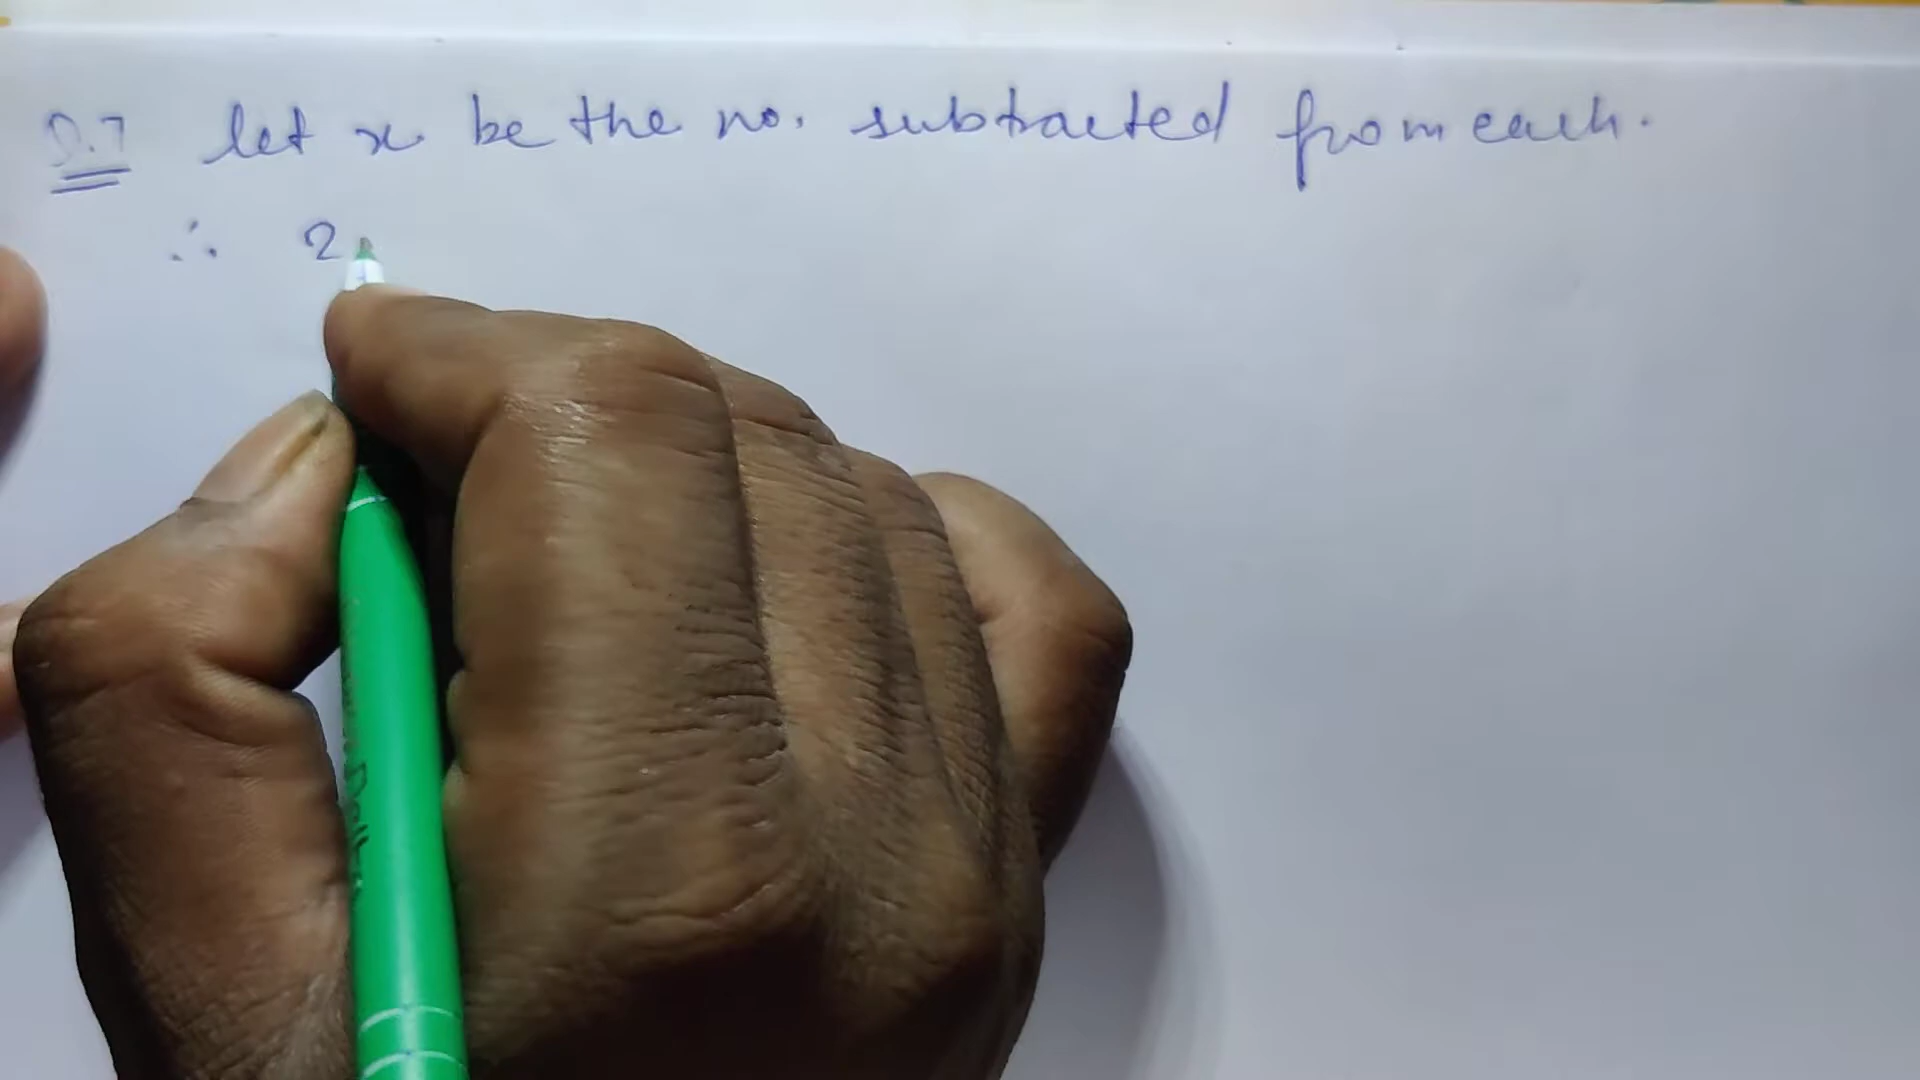 Q.7 let x be the no. subtracted from each.
∴ 2